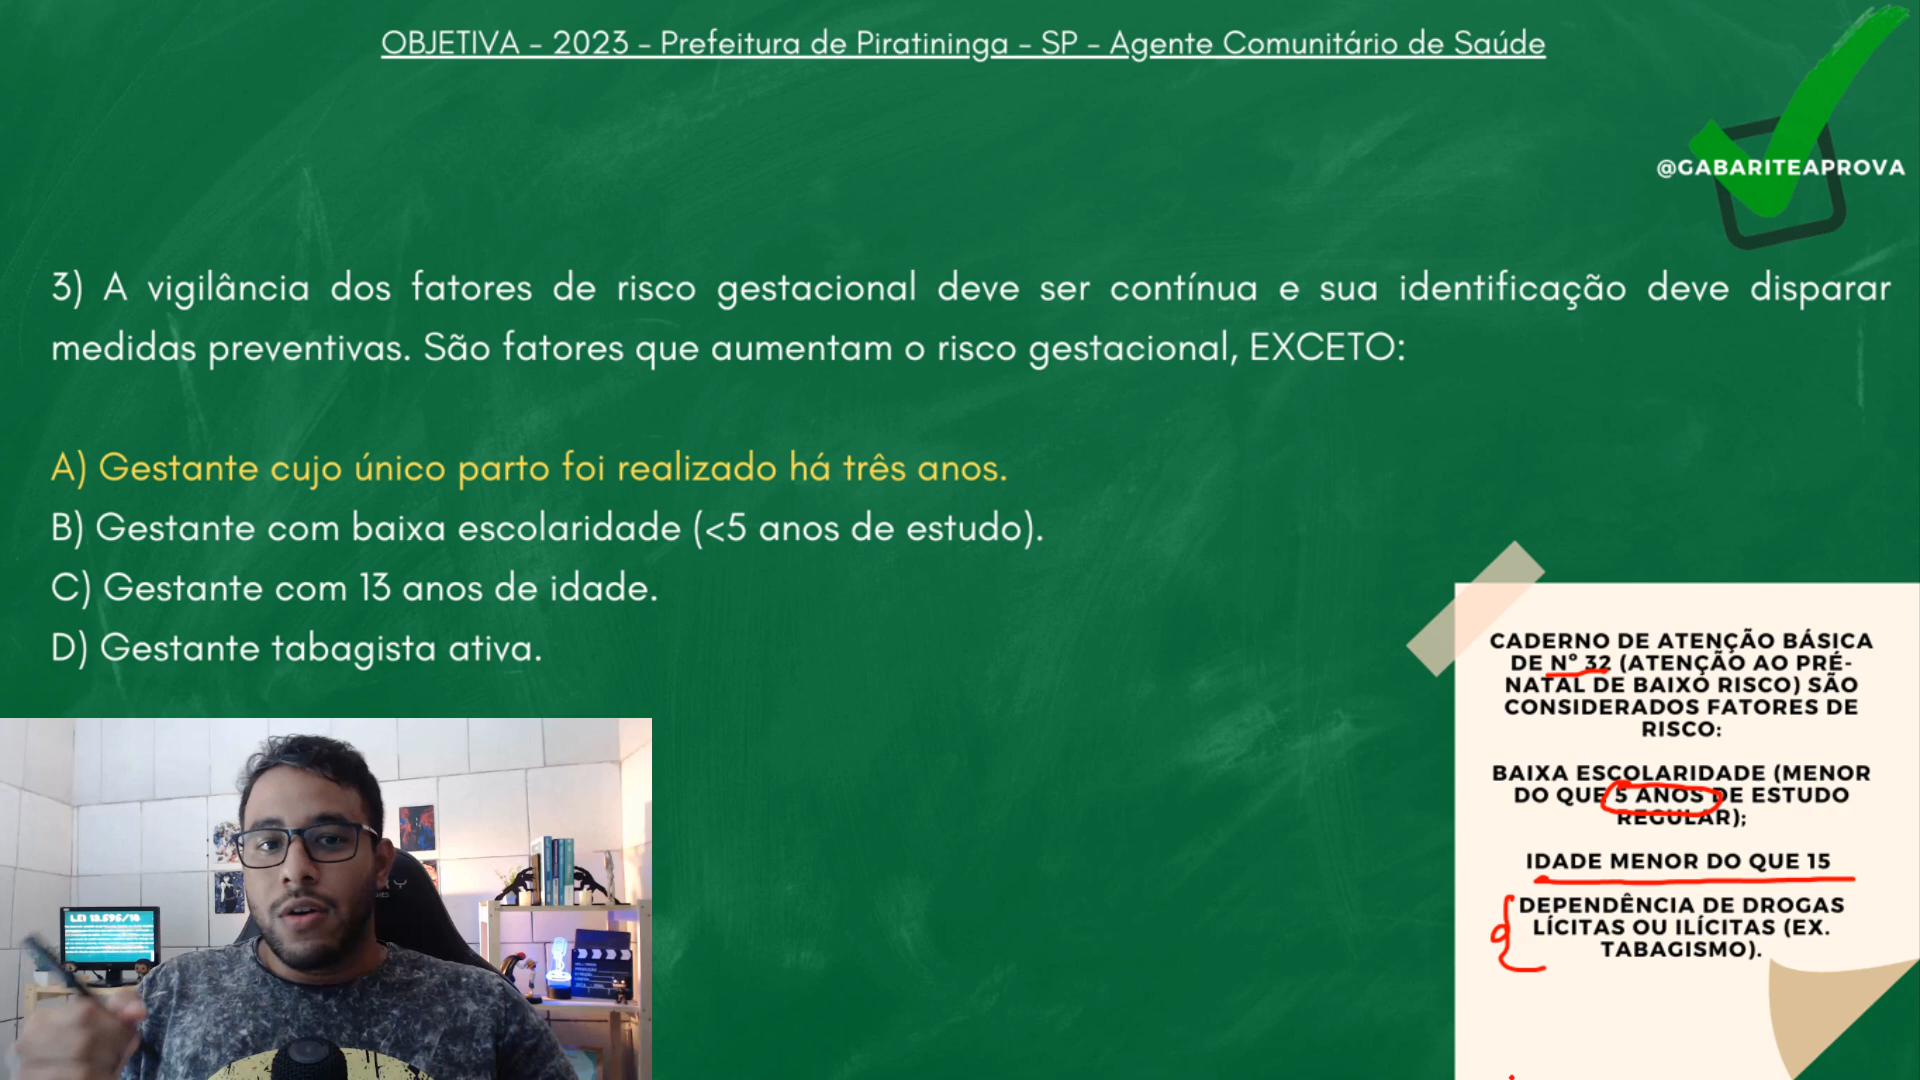 OBJETIVA - 2023 - Prefeitura de Piratininga - SP - Agente Comunitário de Saúde
@GABARITEAPROVA
3) A vigilância dos fatores de risco gestacional deve ser contínua e sua identificação deve disparar
medidas preventivas. São fatores que aumentam o risco gestacional, EXCETO:
A) Gestante cujo único parto foi realizado há três anos.
B) Gestante com baixa escolaridade (<5 anos de estudo).
C) Gestante com 13 anos de idade.
D) Gestante tabagista ativa.
CADERNO DE ATENÇÃO BÁSICA
DE Nº 32 (ATENÇÃO AO PRÉ-
NATAL DE BAIXO RISCO) SÃO
CONSIDERADOS FATORES DE
RISCO:
BAIXA ESCOLARIDADE (MENOR
DO QUE 5 ANOS DE ESTUDO
REGULAR);
IDADE MENOR DO QUE 15
DEPENDÊNCIA DE DROGAS
LÍCITAS OU ILÍCITAS (EX.
TABAGISMO).